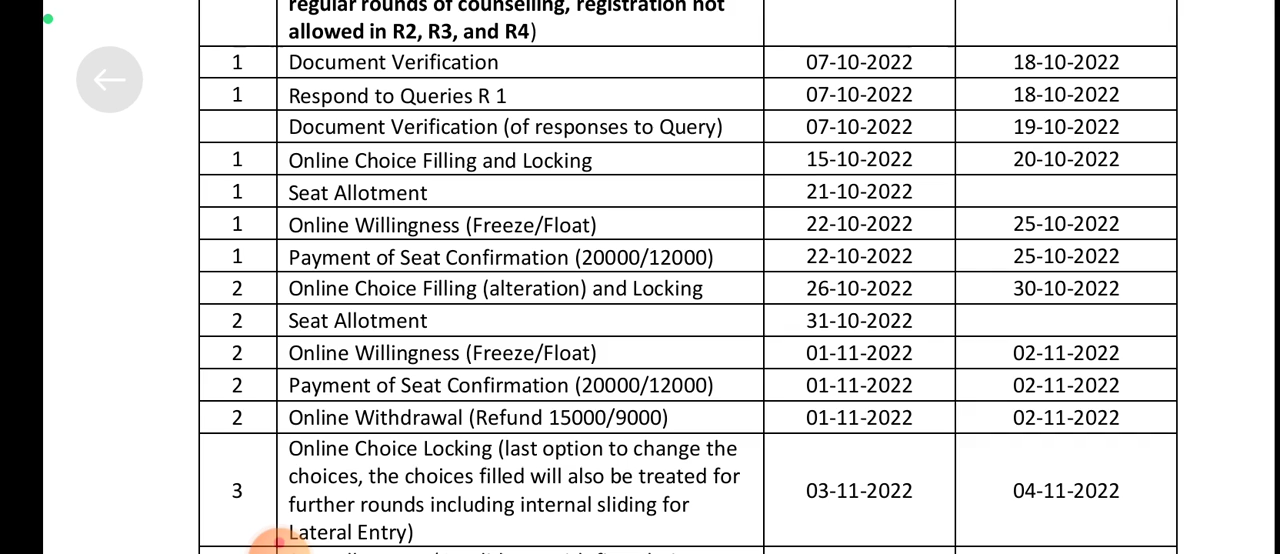 regular rounds of counselling, registration not
allowed in R2, R3, and R4)
1 Document Verification 07-10-2022 18-10-2022
1 Respond to Queries R 1 07-10-2022 18-10-2022
Document Verification (of responses to Query) 07-10-2022 19-10-2022
1 Online Choice Filling and Locking 15-10-2022 20-10-2022
1 Seat Allotment 21-10-2022
1 Online Willingness (Freeze/Float) 22-10-2022 25-10-2022
1 Payment of Seat Confirmation (20000/12000) 22-10-2022 25-10-2022
2 Online Choice Filling (alteration) and Locking 26-10-2022 30-10-2022
2 Seat Allotment 31-10-2022
2 Online Willingness (Freeze/Float) 01-11-2022 02-11-2022
2 Payment of Seat Confirmation (20000/12000) 01-11-2022 02-11-2022
2 Online Withdrawal (Refund 15000/9000) 01-11-2022 02-11-2022
Online Choice Locking (last option to change the
choices, the choices filled will also be treated for
3 further rounds including internal sliding for 03-11-2022 04-11-2022
Lateral Entry)